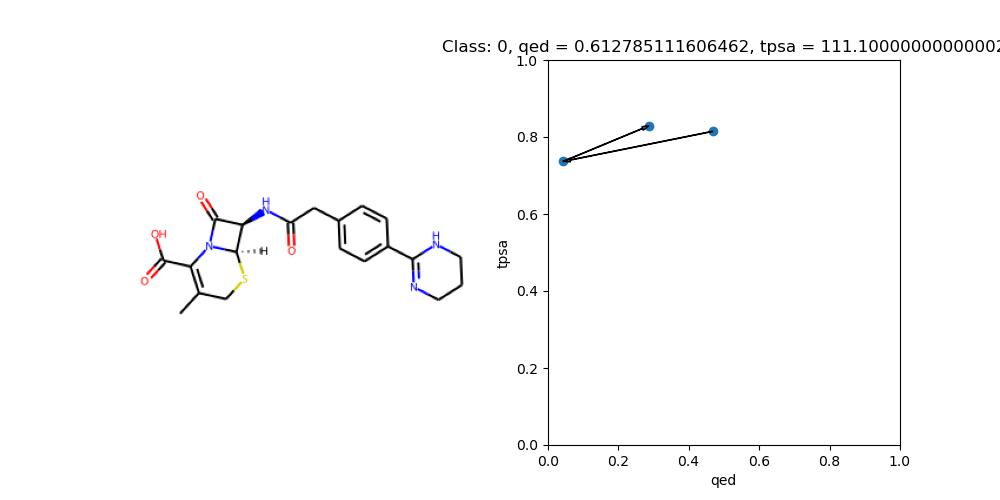 Class: 0, qed = 0.612785111606462, tpsa = 111.10000000000002
1.0
0.8
0.6
0.4
0.2
0.0
tpsa
0.0 0.2 0.4 0.6 0.8 1.0
qed
O
H
N
OH
N
H
O
O
S
H
N
N